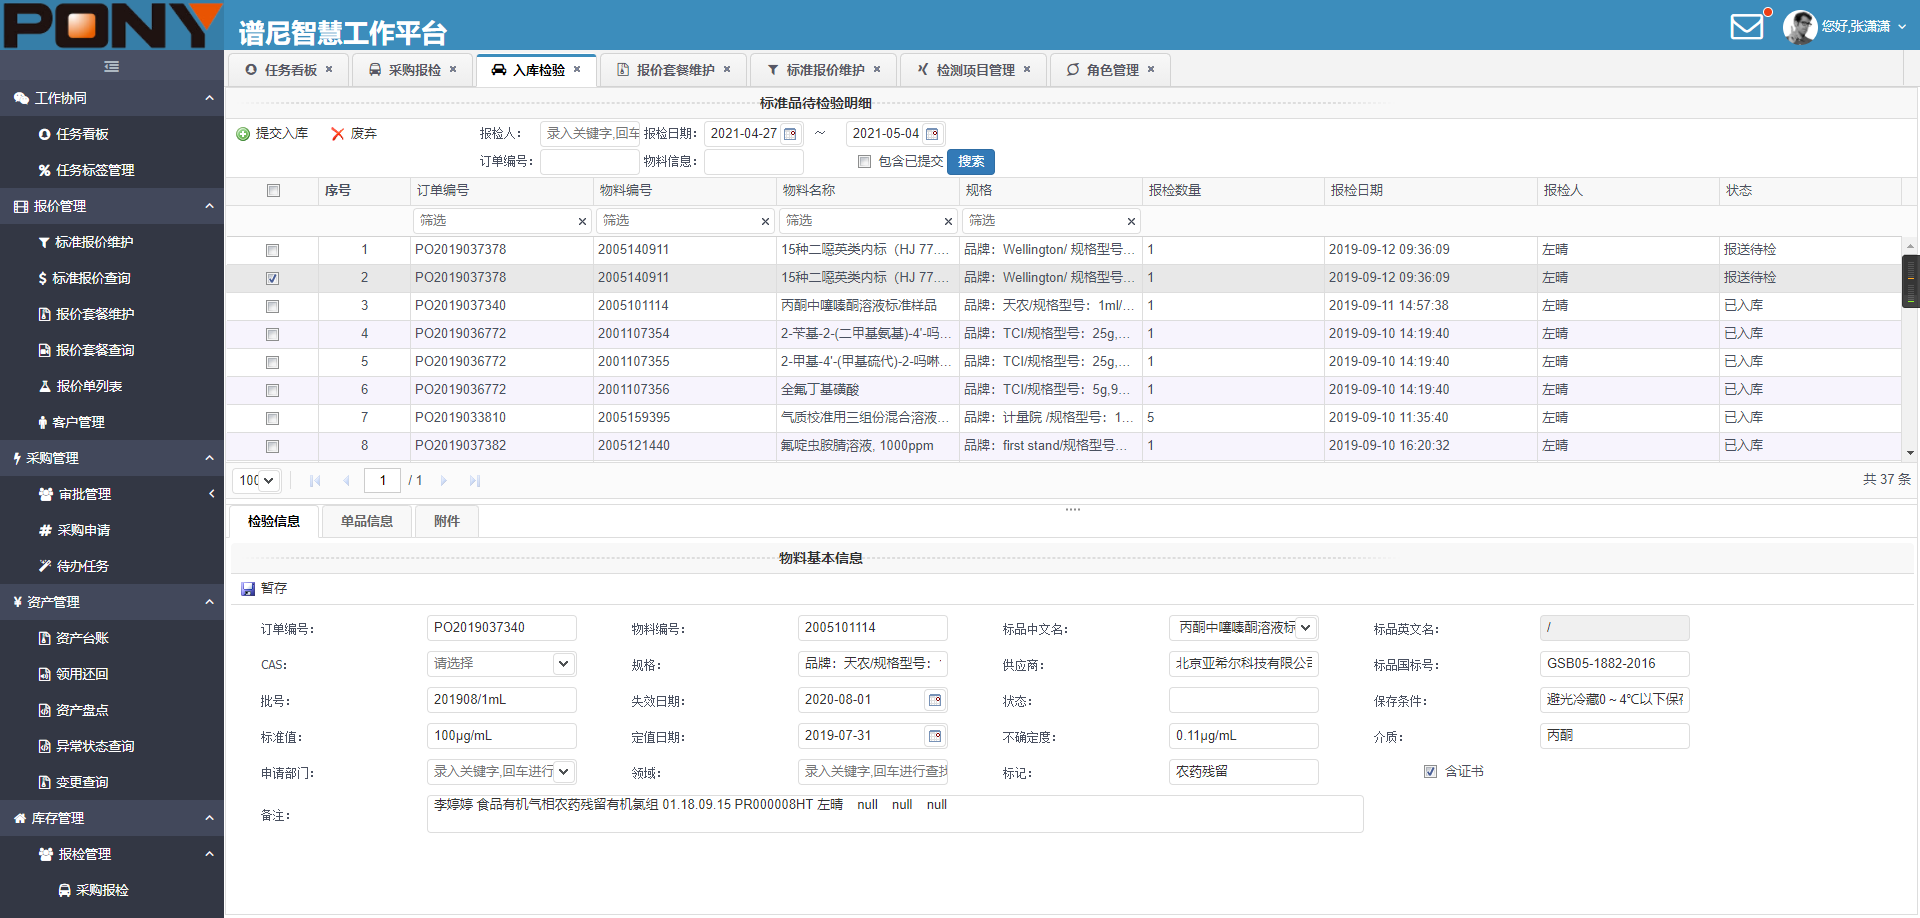 PONY 谱尼智慧工作平台 您好,张潇潇
任务看板 × 采购报检 × 入库检验 × 报价套餐维护 × 标准报价维护 × 检测项目管理 × 角色管理 ×
工作协同
任务看板
任务标签管理
报价管理
标准报价维护
标准报价查询
报价套餐维护
报价套餐查询
报价单列表
客户管理
采购管理
审批管理
采购申请
待办任务
资产管理
资产台账
领用还回
资产盘点
异常状态查询
变更查询
库存管理
报检管理
采购报检
标准品待检验明细
提交入库 废弃 报检人: 录入关键字,回车 报检日期: 2021-04-27 ~ 2021-05-04
订单编号: 物料信息: 包含已提交 搜索
序号 订单编号 物料编号 物料名称 规格 报检数量 报检日期 报检人 状态
筛选 × 筛选 × 筛选 × 筛选 ×
1 PO2019037378 2005140911 15种二噁英类内标（HJ 77.… 品牌：Wellington/ 规格型号… 1 2019-09-12 09:36:09 左晴 报送待检
2 PO2019037378 2005140911 15种二噁英类内标（HJ 77.… 品牌：Wellington/ 规格型号… 1 2019-09-12 09:36:09 左晴 报送待检
3 PO2019037340 2005101114 丙酮中噻嗪酮溶液标准样品 品牌：天农/规格型号：1ml/… 1 2019-09-11 14:57:38 左晴 已入库
4 PO2019036772 2001107354 2-苄基-2-(二甲基氨基)-4'-吗… 品牌：TCI/规格型号：25g,… 1 2019-09-10 14:19:40 左晴 已入库
5 PO2019036772 2001107355 2-甲基-4'-(甲基硫代)-2-吗啉… 品牌：TCI/规格型号：25g,… 1 2019-09-10 14:19:40 左晴 已入库
6 PO2019036772 2001107356 全氟丁基磺酸 品牌：TCI/规格型号：5g,9… 1 2019-09-10 14:19:40 左晴 已入库
7 PO2019033810 2005159395 气质校准用三组份混合溶液… 品牌：计量院 /规格型号：1… 5 2019-09-10 11:35:40 左晴 已入库
8 PO2019037382 2005121440 氟啶虫胺腈溶液, 1000ppm 品牌：first stand/规格型号… 1 2019-09-10 16:20:32 左晴 已入库
100 1 / 1 共 37 条
检验信息 单品信息 附件
物料基本信息
暂存
订单编号: PO2019037340 物料编号: 2005101114 标品中文名: 丙酮中噻嗪酮溶液标 标品英文名: /
CAS: 请选择 规格: 品牌：天农/规格型号： 供应商: 北京亚希尔科技有限公司 标品国标号: GSB05-1882-2016
批号: 201908/1mL 失效日期: 2020-08-01 状态: 保存条件: 避光冷藏0～4℃以下保存
标准值: 100μg/mL 定值日期: 2019-07-31 不确定度: 0.11μg/mL 介质: 丙酮
申请部门: 录入关键字,回车进行 领域: 录入关键字,回车进行查找 标记: 农药残留 含证书
备注: 李婷婷 食品有机气相农药残留有机氯组 01.18.09.15 PR000008HT 左晴 null null null